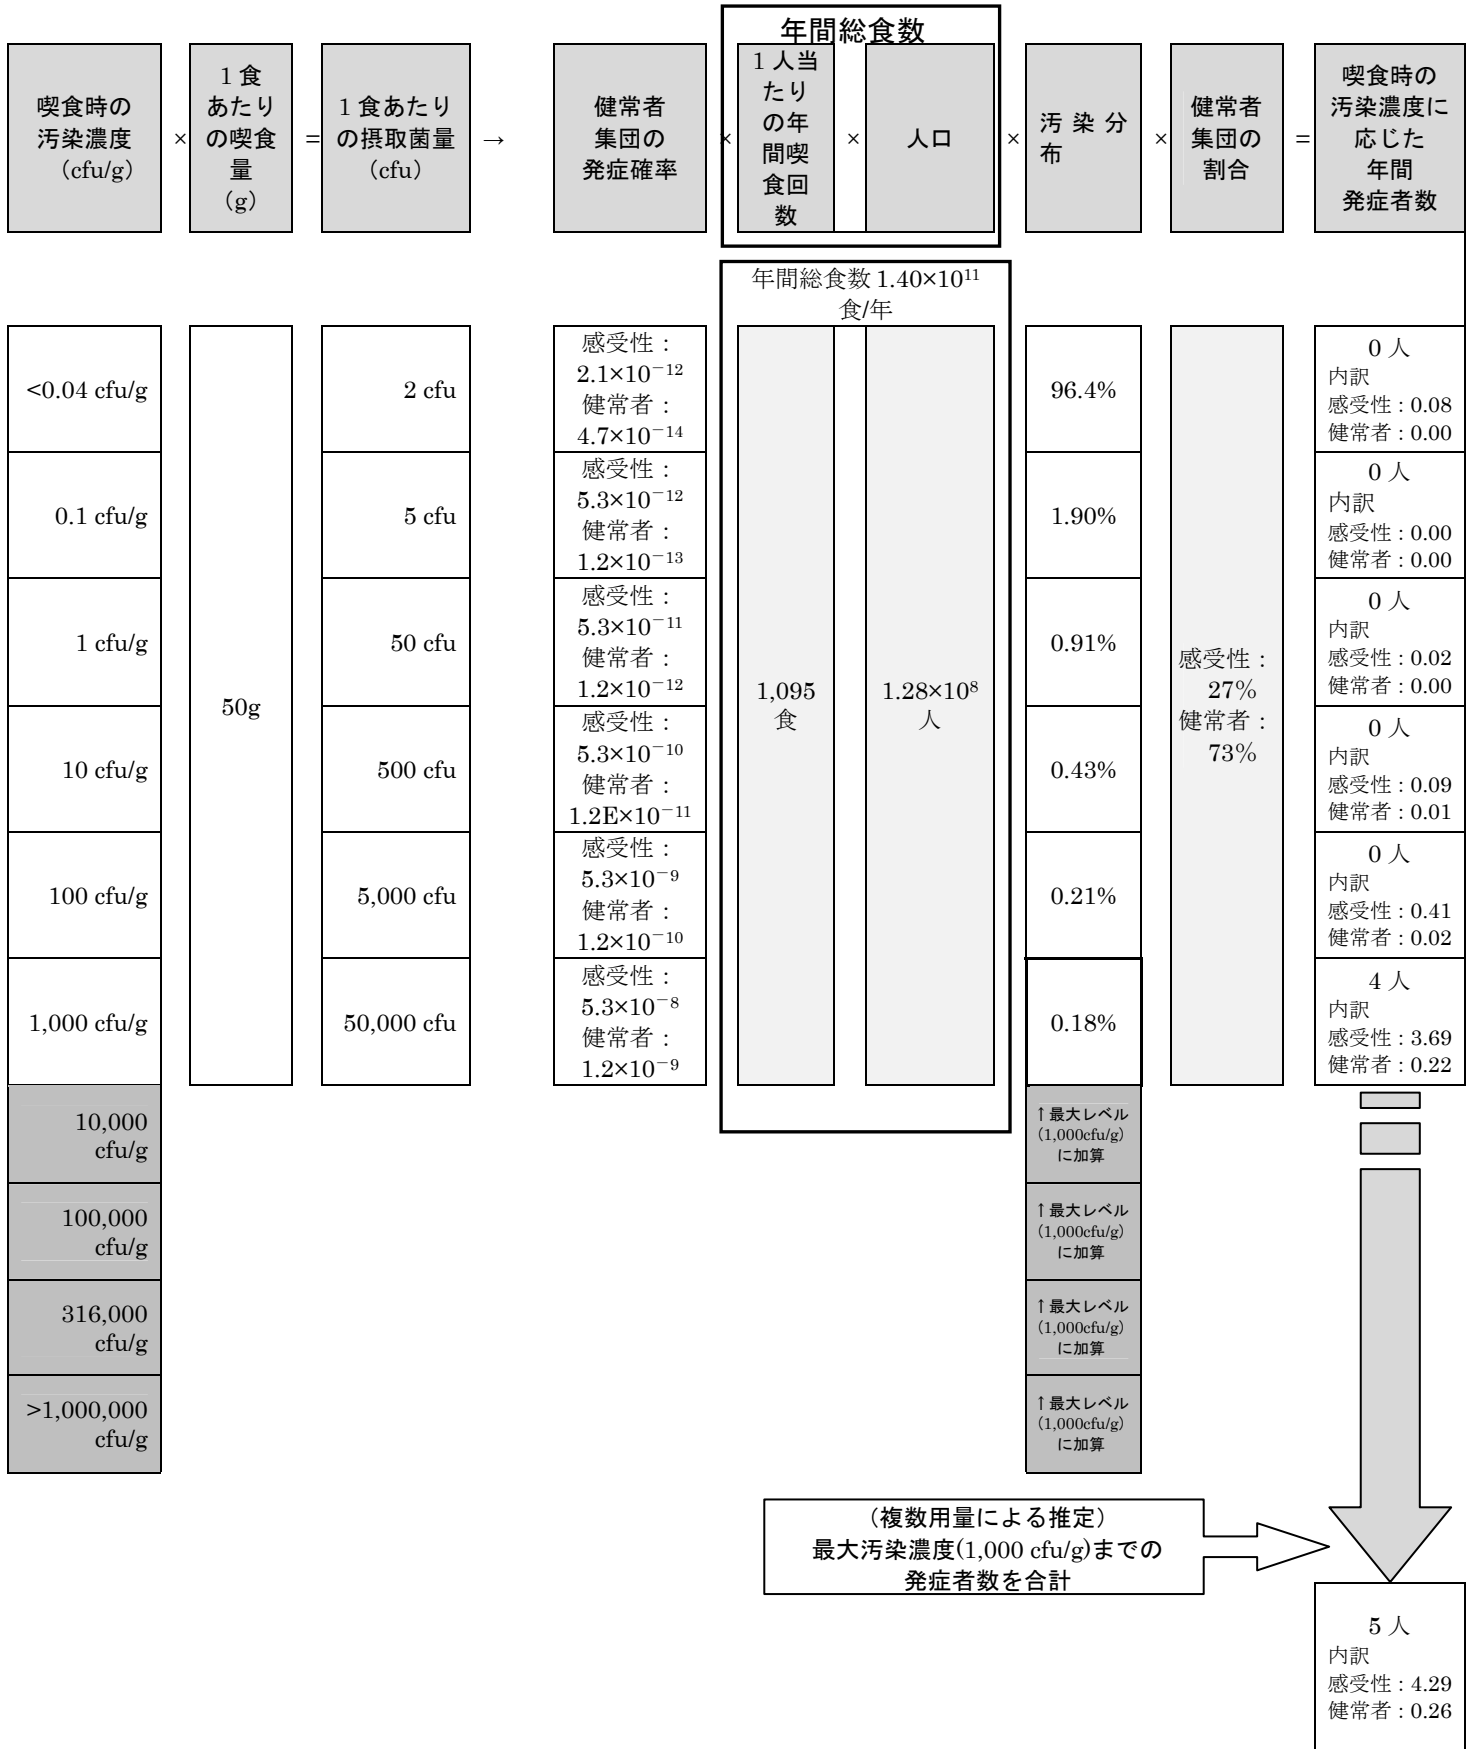 年間総食数
喫食時の
汚染濃度
（cfu/g）
×
1 食
あたり
の喫食
量
（g）
=
1 食あたり
の摂取菌量
（cfu）
→
健常者
集団の
発症確率
×
1 人当
たり
の年
間喫
食回
数
×
人口
×
汚 染 分
布
×
健常者
集団の
割合
=
喫食時の
汚染濃度に
応じた
年間
発症者数
年間総食数 1.40×10¹¹
食/年
<0.04 cfu/g
2 cfu
感受性：
2.1×10⁻¹²
健常者：
4.7×10⁻¹⁴
96.4%
0 人
内訳
感受性：0.08
健常者：0.00
0.1 cfu/g
5 cfu
感受性：
5.3×10⁻¹²
健常者：
1.2×10⁻¹³
1.90%
0 人
内訳
感受性：0.00
健常者：0.00
1 cfu/g
50 cfu
感受性：
5.3×10⁻¹¹
健常者：
1.2×10⁻¹²
0.91%
0 人
内訳
感受性：0.02
健常者：0.00
50g
1,095
食
1.28×10⁸
人
感受性：
27%
健常者：
73%
10 cfu/g
500 cfu
感受性：
5.3×10⁻¹⁰
健常者：
1.2E×10⁻¹¹
0.43%
0 人
内訳
感受性：0.09
健常者：0.01
100 cfu/g
5,000 cfu
感受性：
5.3×10⁻⁹
健常者：
1.2×10⁻¹⁰
0.21%
0 人
内訳
感受性：0.41
健常者：0.02
1,000 cfu/g
50,000 cfu
感受性：
5.3×10⁻⁸
健常者：
1.2×10⁻⁹
0.18%
4 人
内訳
感受性：3.69
健常者：0.22
10,000
cfu/g
↑最大レベル
（1,000cfu/g）
に加算
100,000
cfu/g
↑最大レベル
（1,000cfu/g）
に加算
316,000
cfu/g
↑最大レベル
（1,000cfu/g）
に加算
>1,000,000
cfu/g
↑最大レベル
（1,000cfu/g）
に加算
（複数用量による推定）
最大汚染濃度(1,000 cfu/g)までの
発症者数を合計
5 人
内訳
感受性：4.29
健常者：0.26